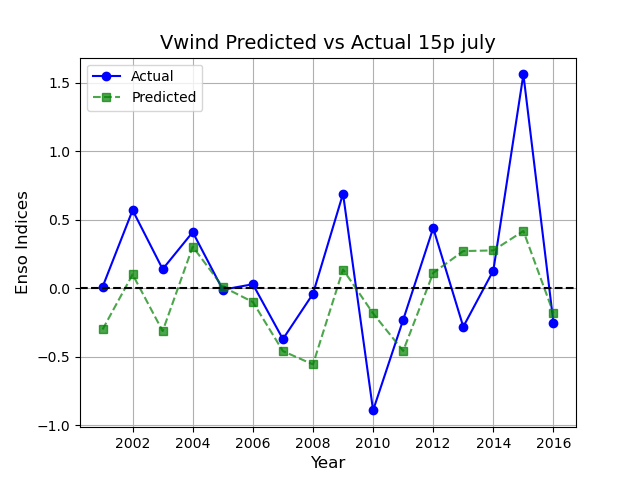 Vwind Predicted vs Actual 15p july
Actual
Predicted
1.5
1.0
0.5
0.0
−0.5
−1.0
Enso Indices
2002 2004 2006 2008 2010 2012 2014 2016
Year